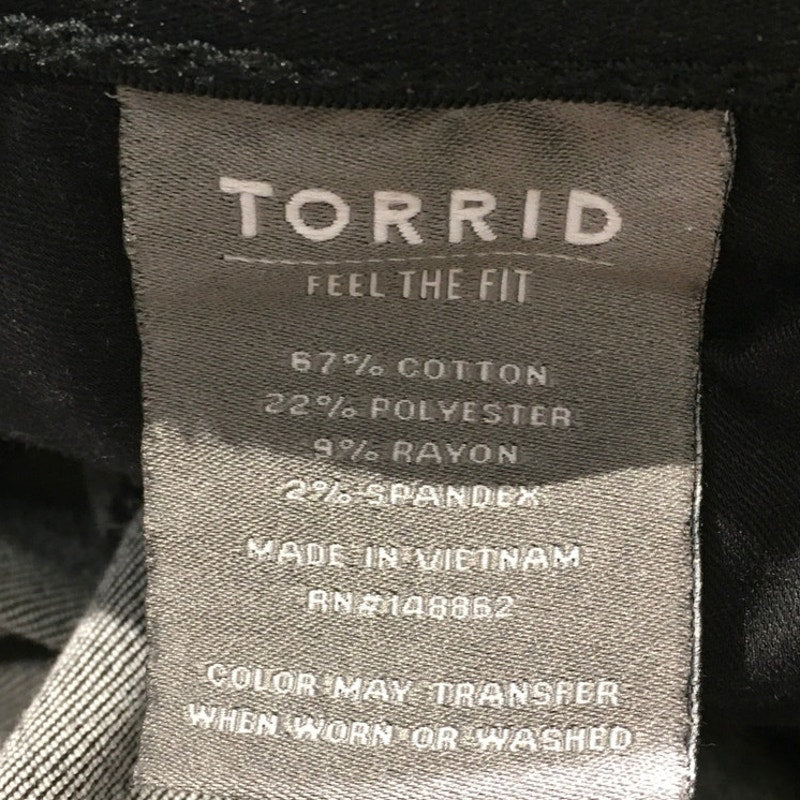 TORRID
FEEL THE FIT
67% COTTON
22% POLYESTER
9% RAYON
2% SPANDEX
MADE IN VIETNAM
RN#148862
COLOR MAY TRANSFER
WHEN WORN OR WASHED